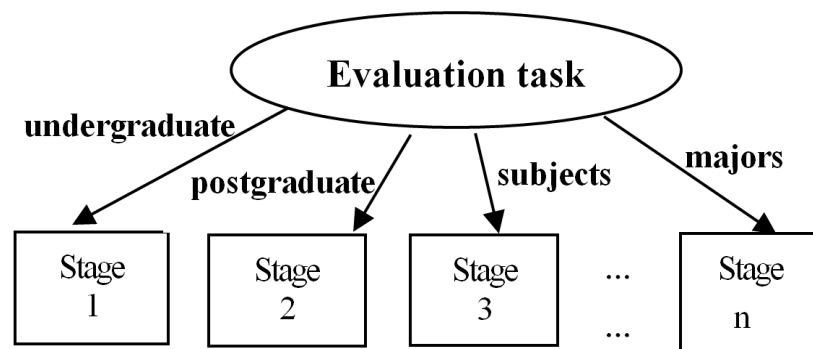 Evaluation task
undergraduate
postgraduate
subjects
majors
Stage
1
Stage
2
Stage
3
...
...
Stage
n